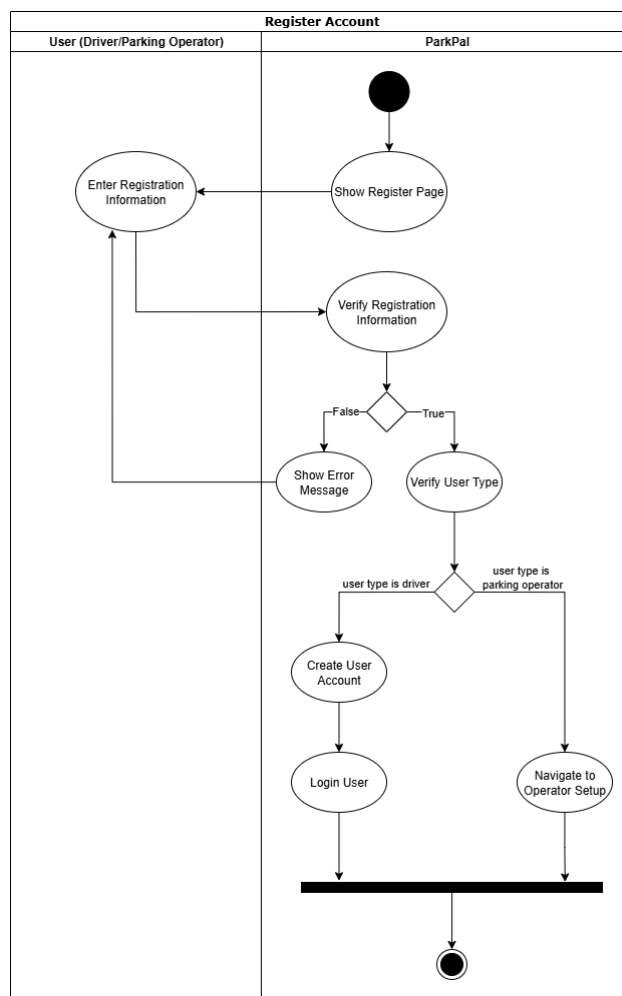 Register Account
User (Driver/Parking Operator)
ParkPal
Show Register Page
Enter Registration
Information
Verify Registration
Information
False
True
Show Error
Message
Verify User Type
user type is driver
user type is
parking operator
Create User
Account
Login User
Navigate to
Operator Setup